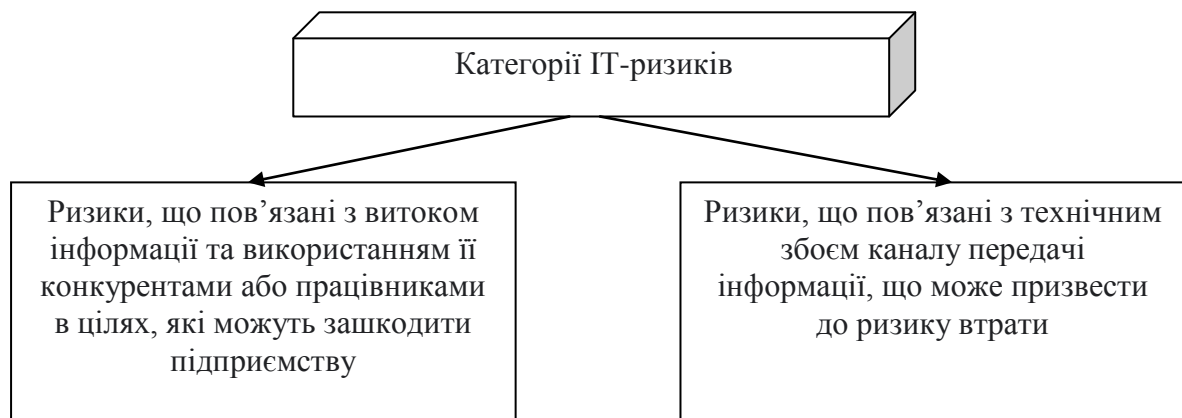 Категорії ІТ-ризиків
Ризики, що пов’язані з витоком
інформації та використанням її
конкурентами або працівниками
в цілях, які можуть зашкодити
підприємству
Ризики, що пов’язані з технічним
збоєм каналу передачі
інформації, що може призвести
до ризику втрати